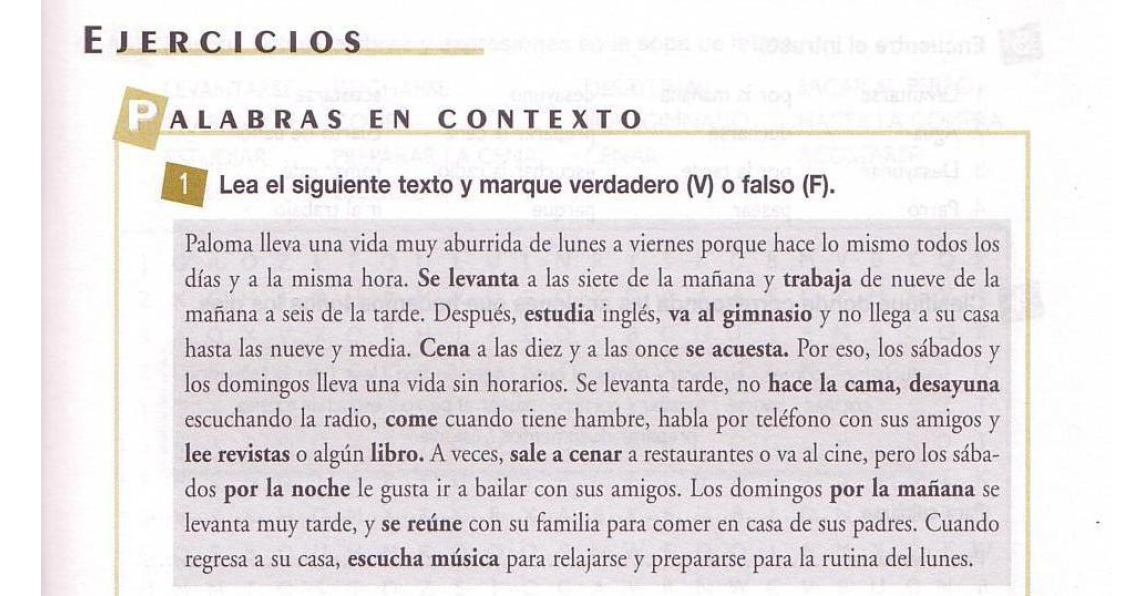 EJERCICIOS
PALABRAS EN CONTEXTO
1 Lea el siguiente texto y marque verdadero (V) o falso (F).
Paloma lleva una vida muy aburrida de lunes a viernes porque hace lo mismo todos los
días y a la misma hora. Se levanta a las siete de la mañana y trabaja de nueve de la
mañana a seis de la tarde. Después, estudia inglés, va al gimnasio y no llega a su casa
hasta las nueve y media. Cena a las diez y a las once se acuesta. Por eso, los sábados y
los domingos lleva una vida sin horarios. Se levanta tarde, no hace la cama, desayuna
escuchando la radio, come cuando tiene hambre, habla por teléfono con sus amigos y
lee revistas o algún libro. A veces, sale a cenar a restaurantes o va al cine, pero los sába-
dos por la noche le gusta ir a bailar con sus amigos. Los domingos por la mañana se
levanta muy tarde, y se reúne con su familia para comer en casa de sus padres. Cuando
regresa a su casa, escucha música para relajarse y prepararse para la rutina del lunes.